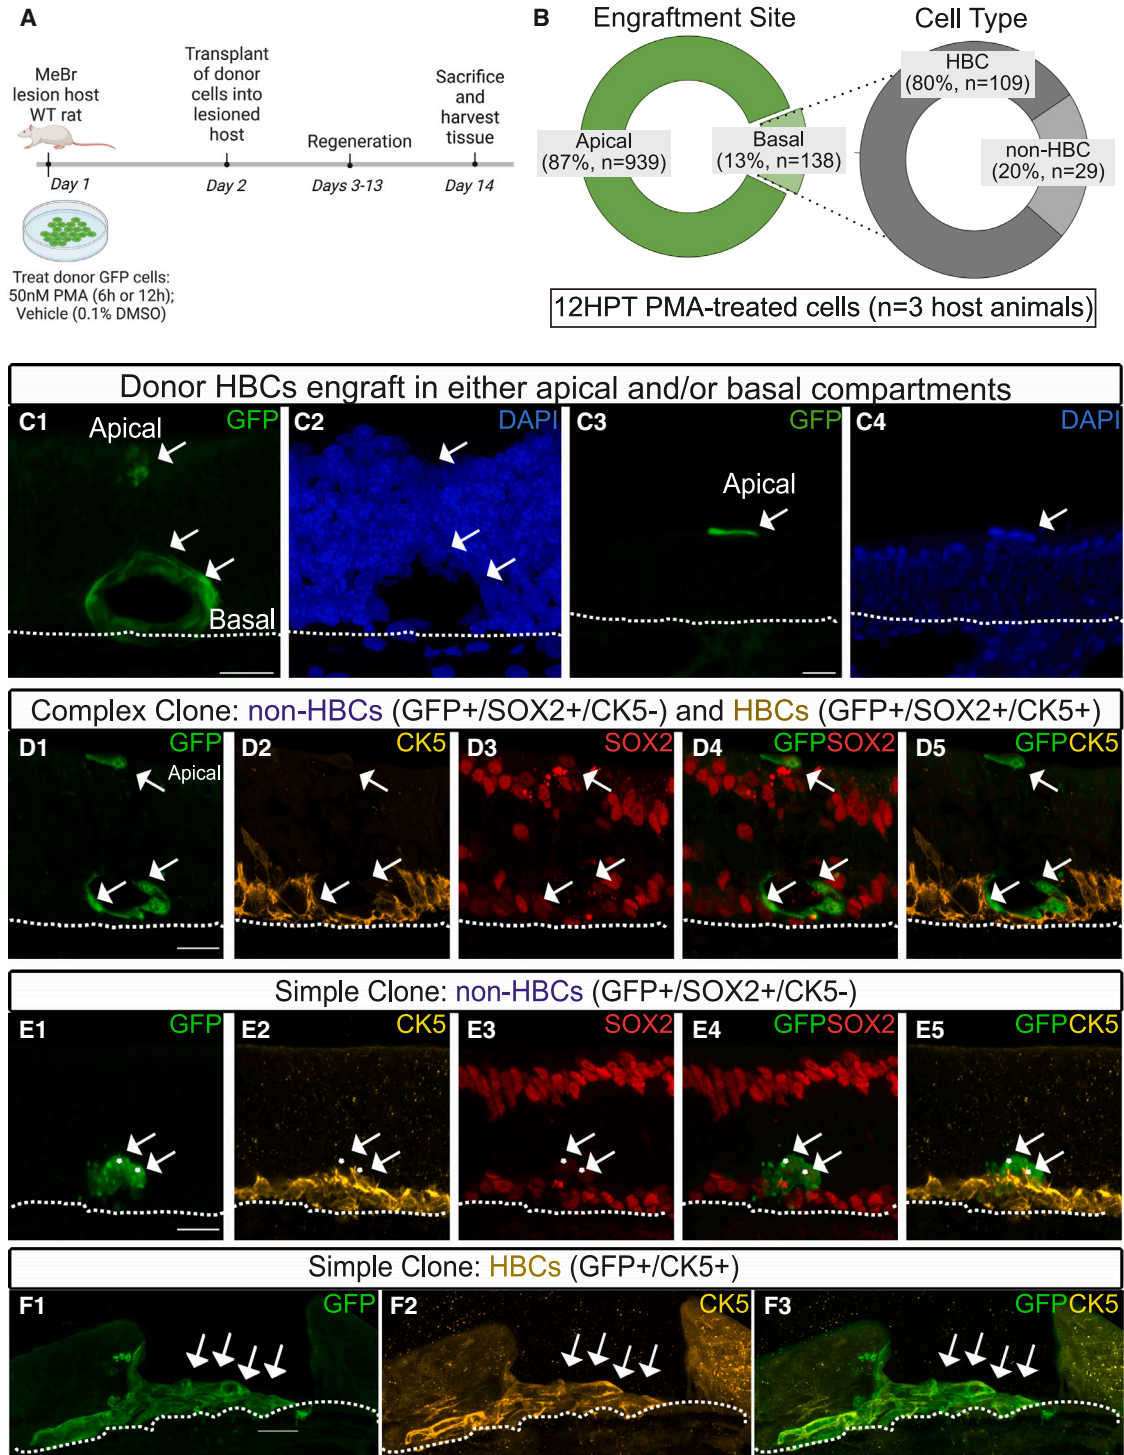 A
MeBr
lesion host
WT rat
Transplant
of donor
cells into
lesioned
host
Regeneration
Sacrifice
and
harvest
tissue
Day 1
Day 2
Days 3-13
Day 14
Treat donor GFP cells:
50nM PMA (6h or 12h);
Vehicle (0.1% DMSO)
B
Engraftment Site
Cell Type
Apical
(87%, n=939)
Basal
(13%, n=138)
HBC
(80%, n=109)
non-HBC
(20%, n=29)
12HPT PMA-treated cells (n=3 host animals)
Donor HBCs engraft in either apical and/or basal compartments
C1
GFP
Apical
Basal
C2
DAPI
C3
GFP
Apical
C4
DAPI
Complex Clone: non-HBCs (GFP+/SOX2+/CK5-) and HBCs (GFP+/SOX2+/CK5+)
D1
GFP
Apical
D2
CK5
D3
SOX2
D4
GFPSOX2
D5
GFPCK5
Simple Clone: non-HBCs (GFP+/SOX2+/CK5-)
E1
GFP
E2
CK5
E3
SOX2
E4
GFPSOX2
E5
GFPCK5
Simple Clone: HBCs (GFP+/CK5+)
F1
GFP
F2
CK5
F3
GFPCK5